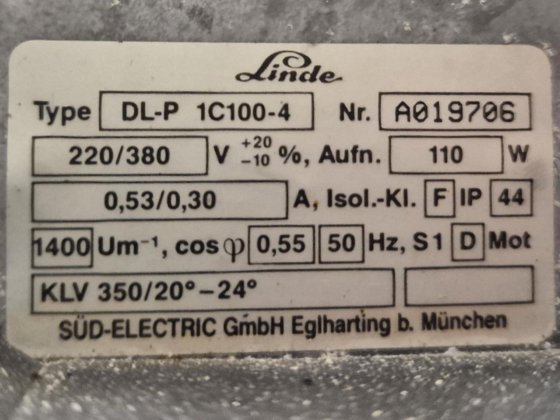 Linde
Type DL-P 1C100-4 Nr. A019706
220/380 V +20 -10 %, Aufn. 110 W
0,53/0,30 A, Isol.-Kl. F IP 44
1400 Um⁻¹, cos φ 0,55 50 Hz, S1 D Mot
KLV 350/20°-24°
SÜD-ELECTRIC GmbH Eglharting b. München